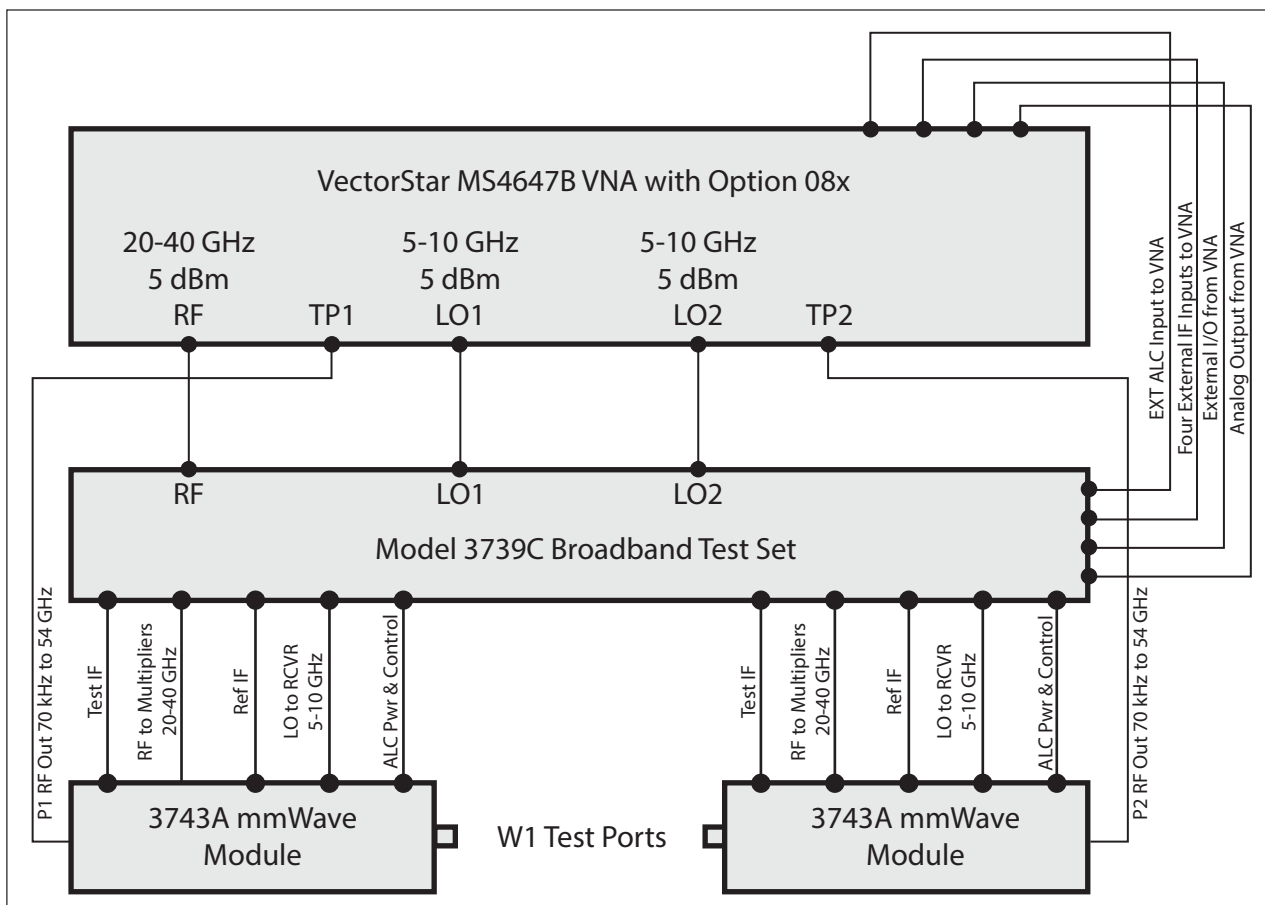 VectorStar MS4647B VNA with Option 08x
20-40 GHz
5 dBm
RF
TP1
5-10 GHz
5 dBm
LO1
5-10 GHz
5 dBm
LO2
TP2
EXT ALC Input to VNA
Four External IF Inputs to VNA
External I/O from VNA
Analog Output from VNA
RF
LO1
LO2
Model 3739C Broadband Test Set
P1 RF Out 70 kHz to 54 GHz
Test IF
RF to Multipliers
20-40 GHz
Ref IF
LO to RCVR
5-10 GHz
ALC Pwr & Control
Test IF
RF to Multipliers
20-40 GHz
Ref IF
LO to RCVR
5-10 GHz
ALC Pwr & Control
P2 RF Out 70 kHz to 54 GHz
3743A mmWave
Module
W1 Test Ports
3743A mmWave
Module